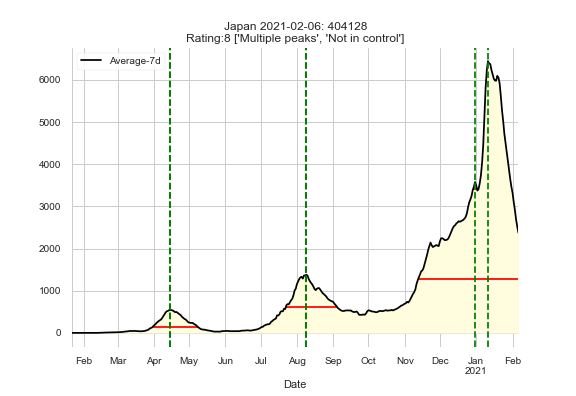 Japan 2021-02-06: 404128
Rating:8 ['Multiple peaks', 'Not in control']
Average-7d
6000
5000
4000
3000
2000
1000
0
Feb Mar Apr May Jun Jul Aug Sep Oct Nov Dec Jan Feb
2021
Date